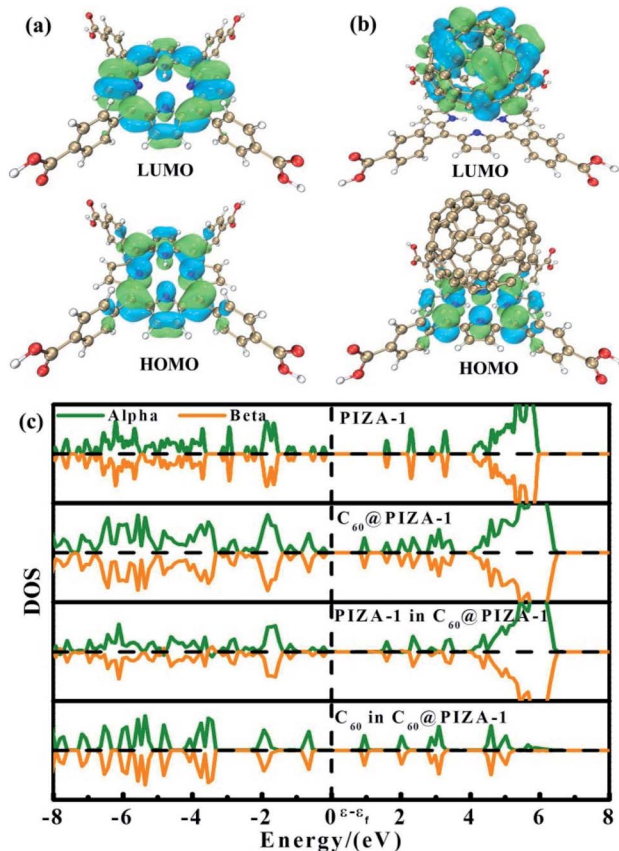 (a)
(b)
LUMO
LUMO
HOMO
HOMO
(c)
Alpha
Beta
PIZA-1
C₆₀@PIZA-1
PIZA-1 in C₆₀@PIZA-1
C₆₀ in C₆₀@PIZA-1
DOS
-8 -6 -4 -2 0 ε-εf 2 4 6 8
Energy/(eV)